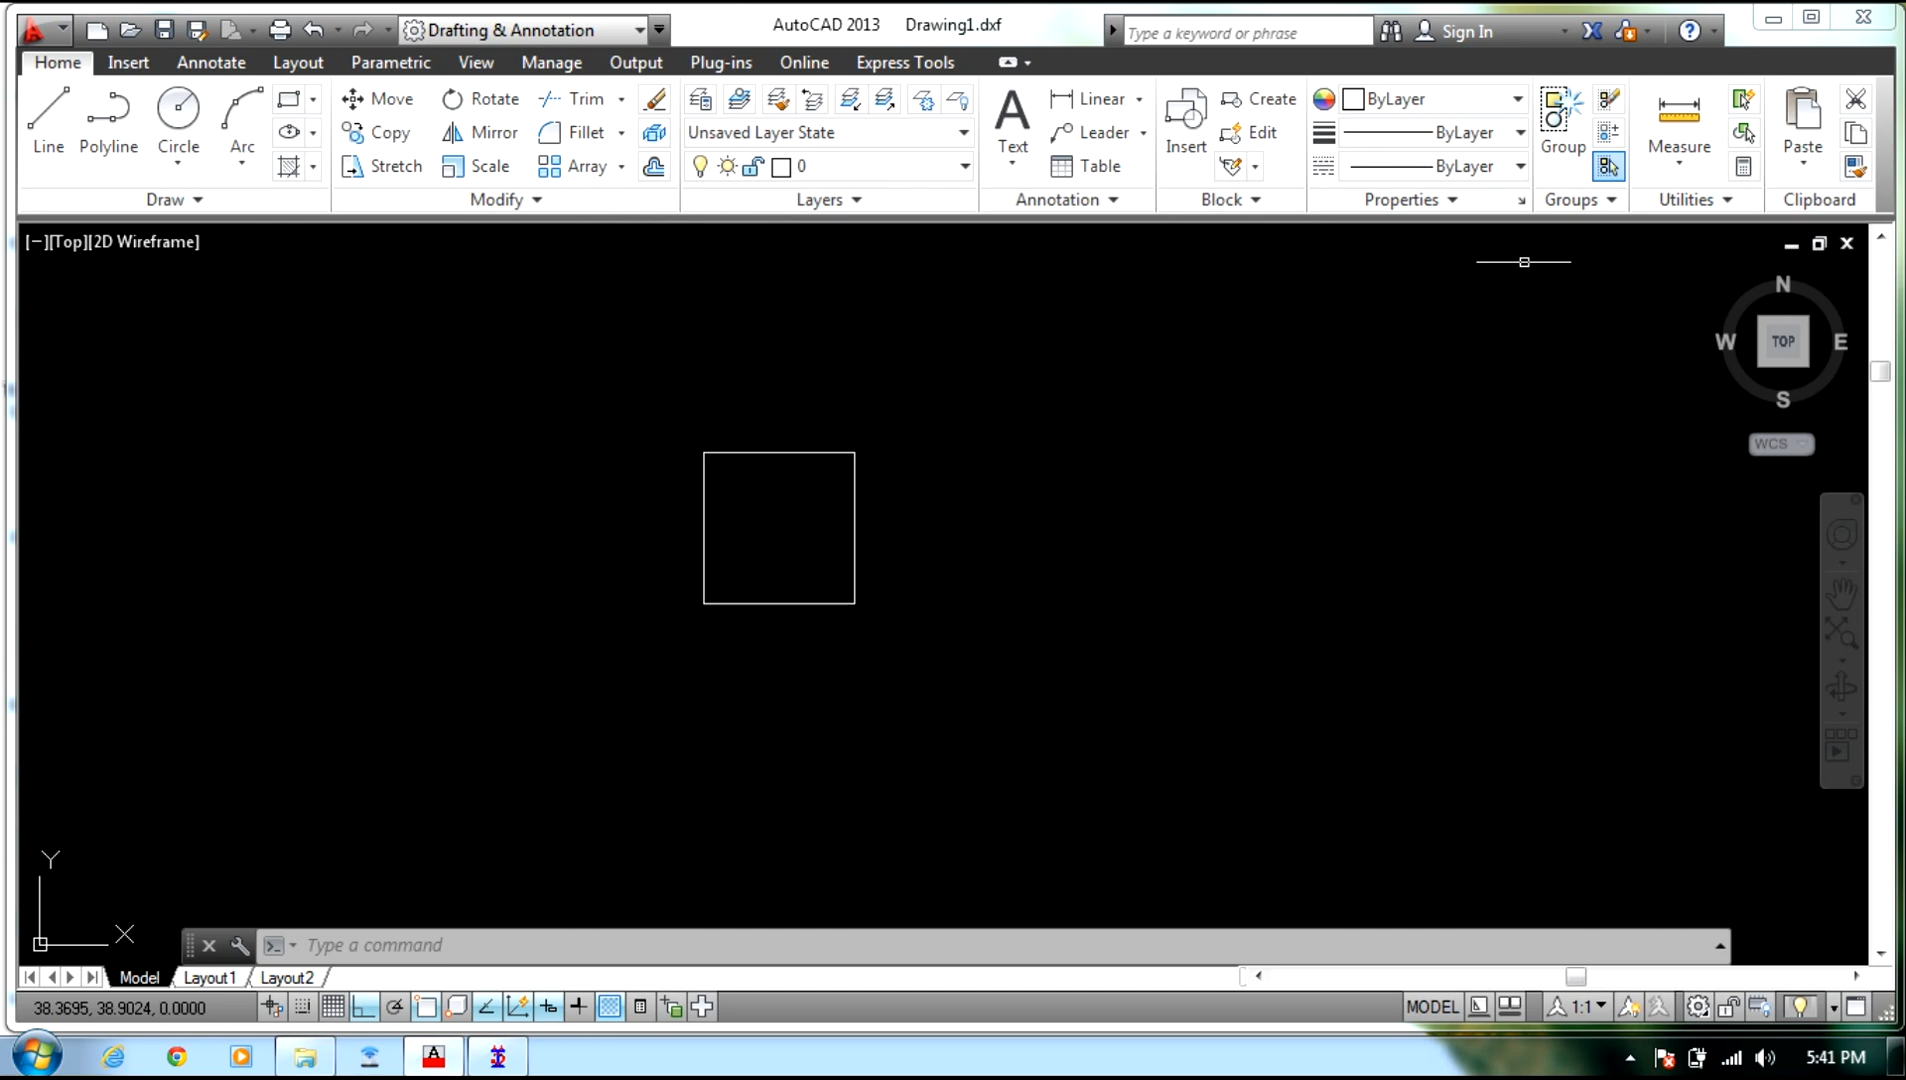 Drafting & Annotation
AutoCAD 2013 Drawing1.dxf
Type a keyword or phrase
Sign In
Home Insert Annotate Layout Parametric View Manage Output Plug-ins Online Express Tools
Line Polyline Circle Arc
Move Rotate Trim
Copy Mirror Fillet
Stretch Scale Array
Unsaved Layer State
0
Text
Linear
Leader
Table
Insert
Create
Edit
ByLayer
ByLayer
ByLayer
Group
Measure
Paste
Draw Modify Layers Annotation Block Properties Groups Utilities Clipboard
[−][Top][2D Wireframe]
N
W TOP E
S
WCS
Y
X
Type a command
Model Layout1 Layout2
38.3695, 38.9024, 0.0000
MODEL
1:1
5:41 PM